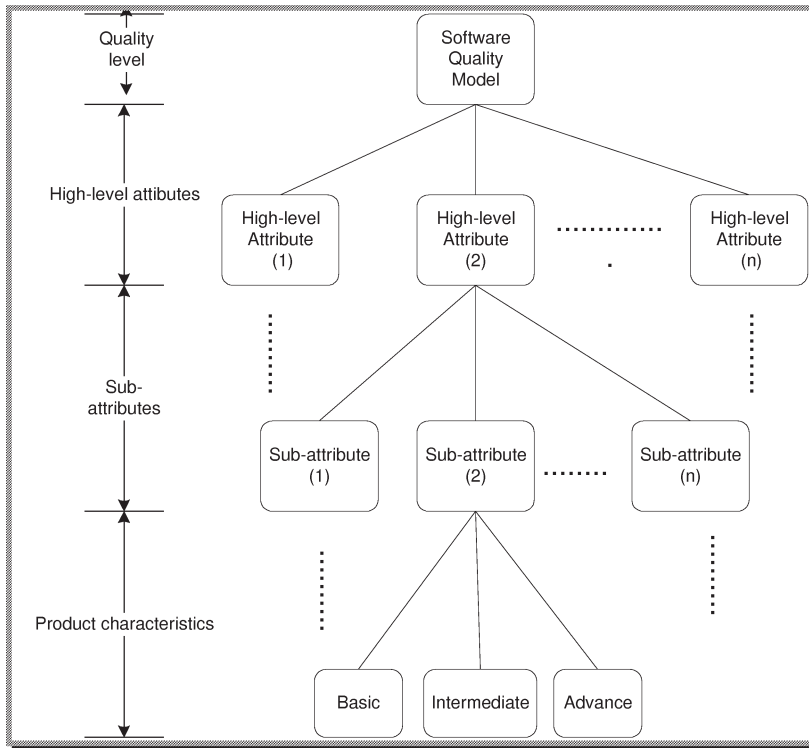 Quality
level
Software
Quality
Model
High-level attibutes
High-level
Attribute
(1)
High-level
Attribute
(2)
High-level
Attribute
(n)
Sub-
attributes
Sub-attribute
(1)
Sub-attribute
(2)
Sub-attribute
(n)
Product characteristics
Basic
Intermediate
Advance